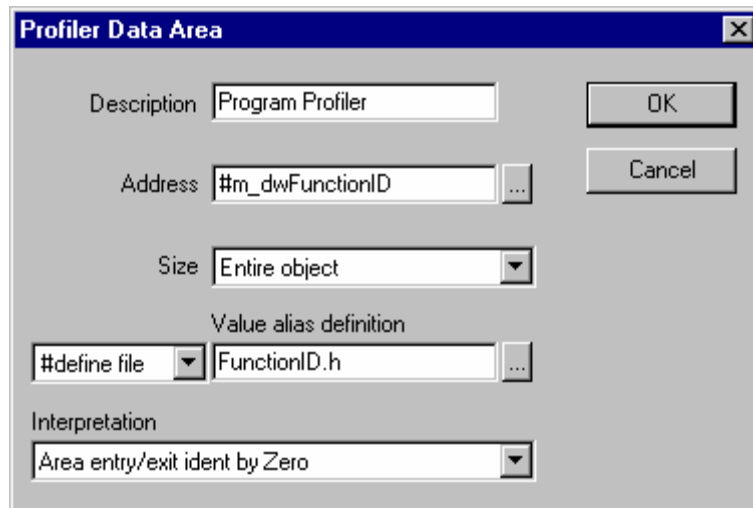 Profiler Data Area
Description Program Profiler OK
Address #m_dwFunctionID ... Cancel
Size Entire object
Value alias definition
#define file FunctionID.h ...
Interpretation
Area entry/exit ident by Zero